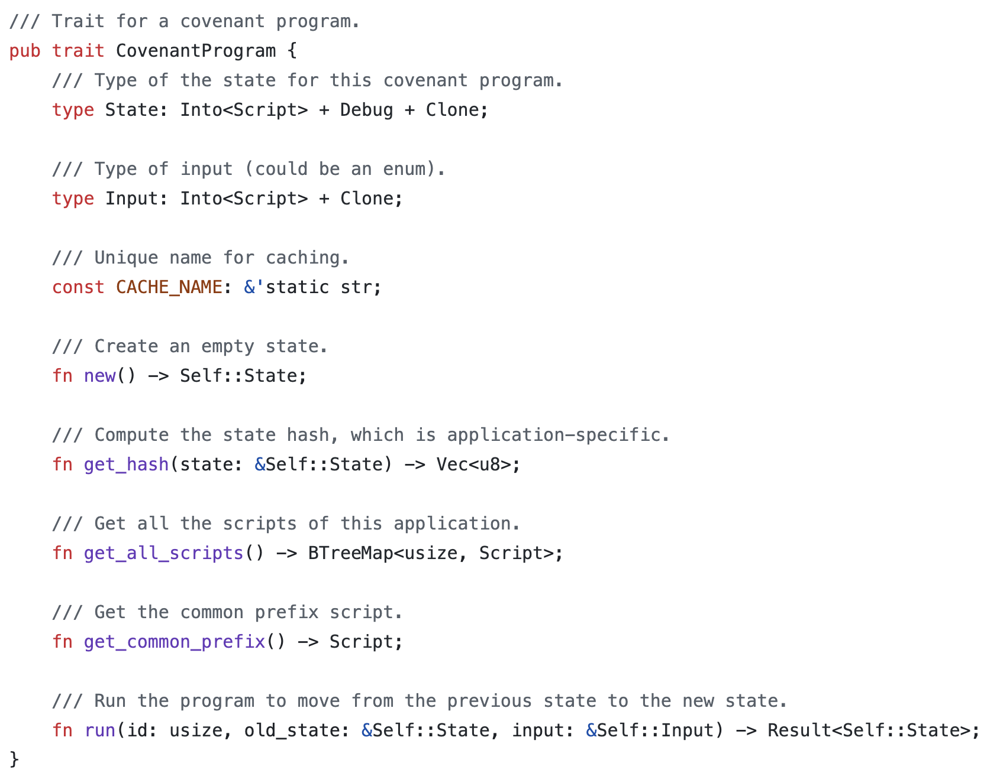 /// Trait for a covenant program.
pub trait CovenantProgram {
    /// Type of the state for this covenant program.
    type State: Into<Script> + Debug + Clone;

    /// Type of input (could be an enum).
    type Input: Into<Script> + Clone;

    /// Unique name for caching.
    const CACHE_NAME: &'static str;

    /// Create an empty state.
    fn new() -> Self::State;

    /// Compute the state hash, which is application-specific.
    fn get_hash(state: &Self::State) -> Vec<u8>;

    /// Get all the scripts of this application.
    fn get_all_scripts() -> BTreeMap<usize, Script>;

    /// Get the common prefix script.
    fn get_common_prefix() -> Script;

    /// Run the program to move from the previous state to the new state.
    fn run(id: usize, old_state: &Self::State, input: &Self::Input) -> Result<Self::State>;
}